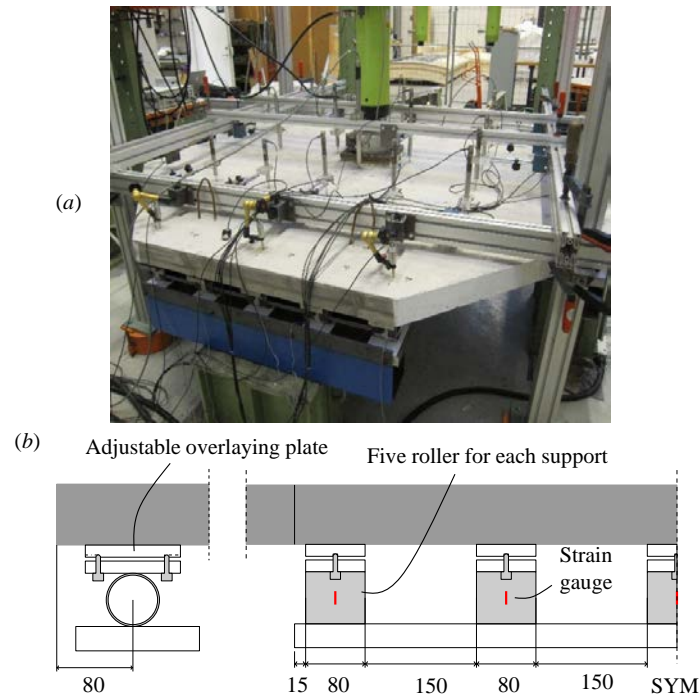 (a)
(b)
Adjustable overlaying plate
Five roller for each support
Strain
gauge
80
15 80 150 80 150 SYM